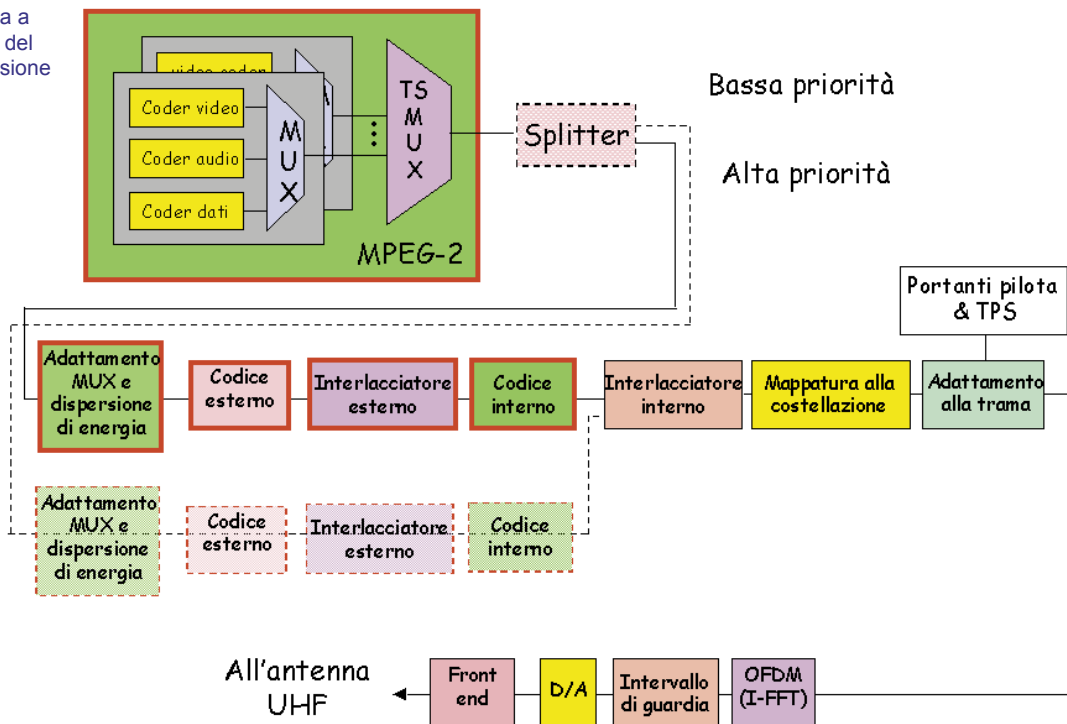 a a
del
sione
video coder
Coder video
Coder audio
Coder dati
M
U
X
TS
M
U
X
MPEG-2
Splitter
Bassa priorità
Alta priorità
Portanti pilota
& TPS
Adattamento
MUX e
dispersione
di energia
Codice
esterno
Interlacciatore
esterno
Codice
interno
Interlacciatore
interno
Mappatura alla
costellazione
Adattamento
alla trama
Adattamento
MUX e
dispersione
di energia
Codice
esterno
Interlacciatore
esterno
Codice
interno
All'antenna
UHF
Front
end
D/A
Intervallo
di guardia
OFDM
(I-FFT)